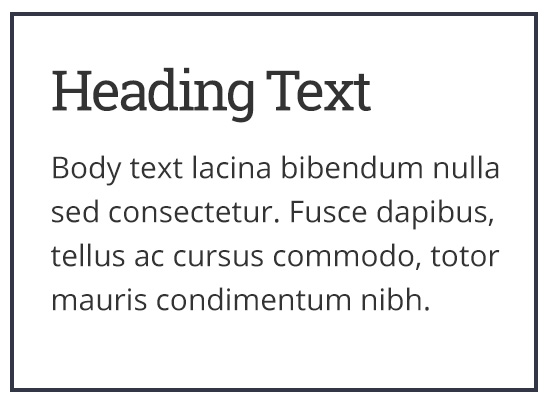 Heading Text
Body text lacina bibendum nulla
sed consectetur. Fusce dapibus,
tellus ac cursus commodo, totor
mauris condimentum nibh.